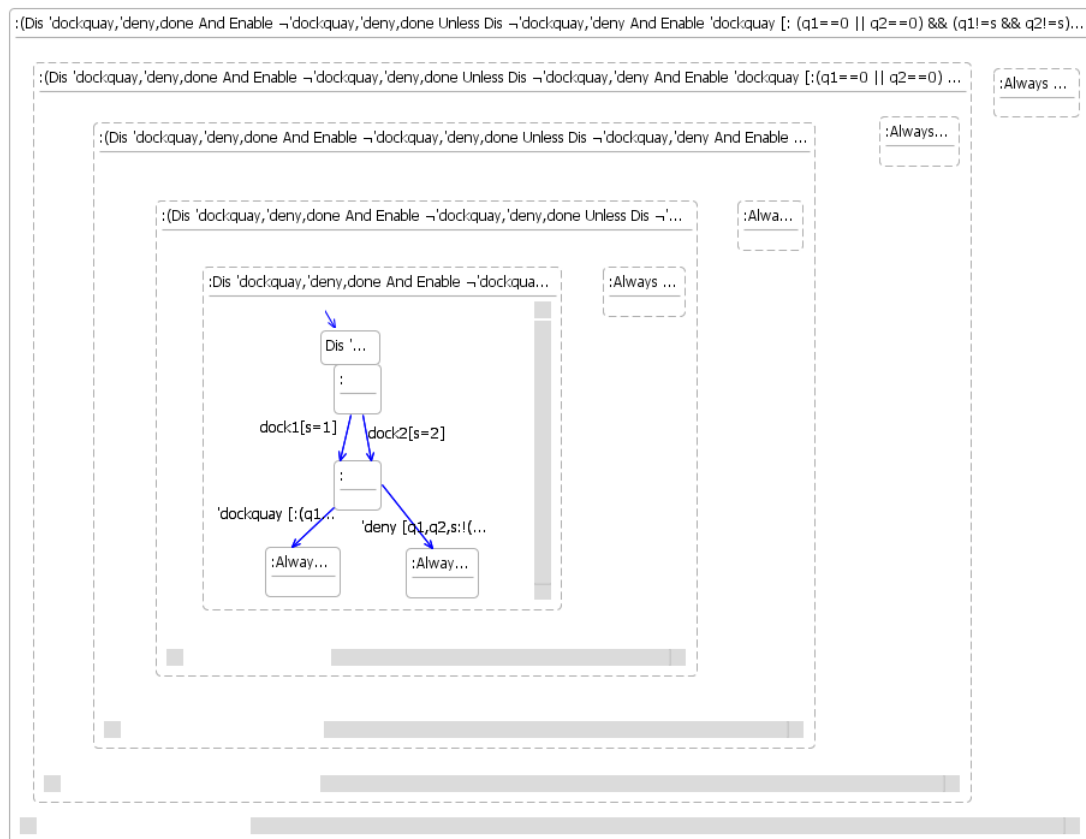 :(Dis 'dockquay,'deny,done And Enable ¬'dockquay,'deny,done Unless Dis ¬'dockquay,'deny And Enable 'dockquay [: (q1==0 || q2==0) && (q1!=s && q2!=s)...
:(Dis 'dockquay,'deny,done And Enable ¬'dockquay,'deny,done Unless Dis ¬'dockquay,'deny And Enable 'dockquay [:(q1==0 || q2==0) ...
:Always ...
:(Dis 'dockquay,'deny,done And Enable ¬'dockquay,'deny,done Unless Dis ¬'dockquay,'deny And Enable ...
:Always...
:(Dis 'dockquay,'deny,done And Enable ¬'dockquay,'deny,done Unless Dis ¬'...
:Alwa...
:Dis 'dockquay,'deny,done And Enable ¬'dockqua...
:Always ...
Dis '...
:
dock1[s=1]
dock2[s=2]
:
'dockquay [:(q1...
'deny [q1,q2,s:!(...
:Alway...
:Alway...